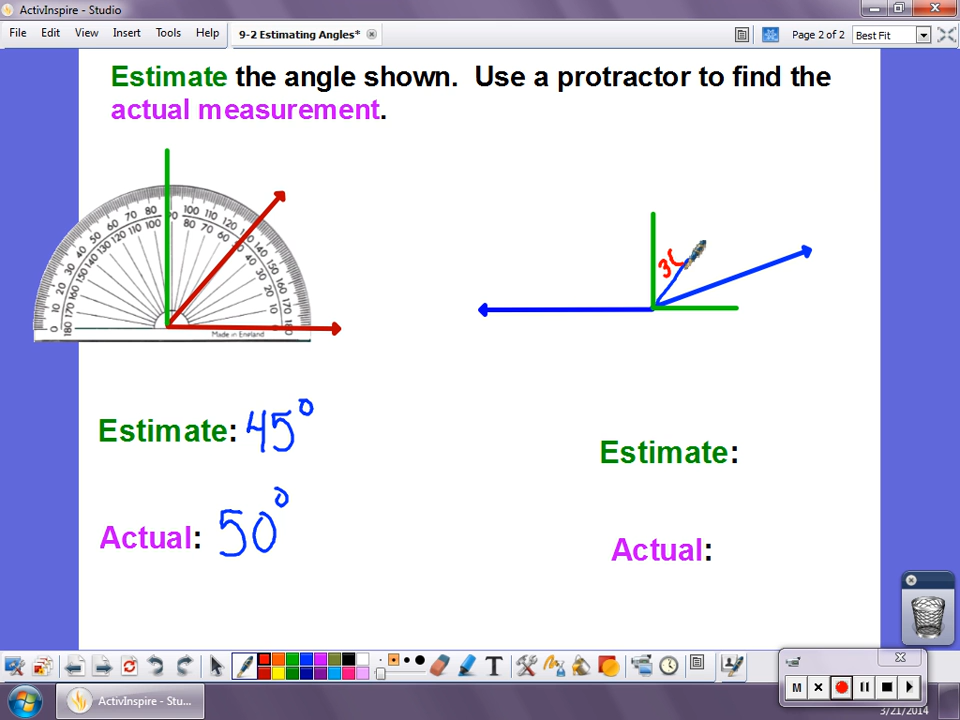 ActivInspire - Studio
File Edit View Insert Tools Help
9-2 Estimating Angles*
Page 2 of 2
Best Fit
Estimate the angle shown. Use a protractor to find the
actual measurement.
Made in England
Estimate: 45°
Actual: 50°
Estimate:
Actual:
M
ActivInspire - Stu...
3/21/2014